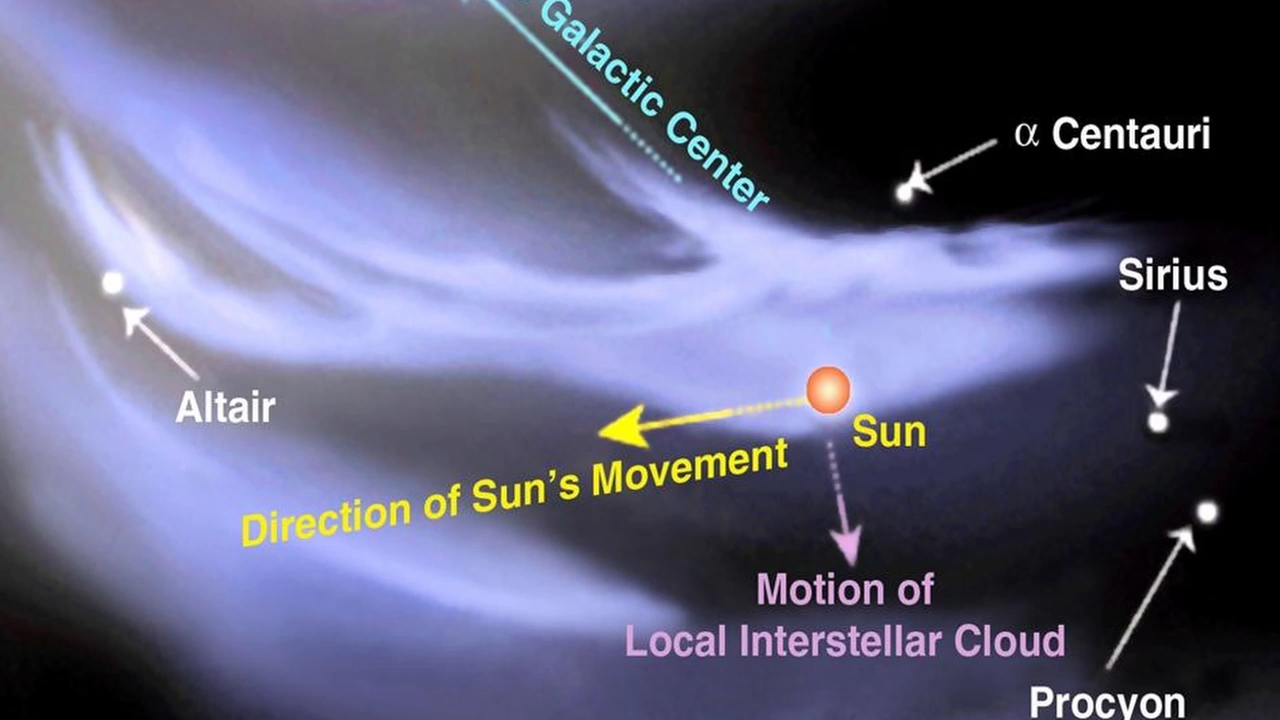 Galactic Center
α Centauri
Sirius
Altair
Sun
Direction of Sun’s Movement
Motion of
Local Interstellar Cloud
Procyon